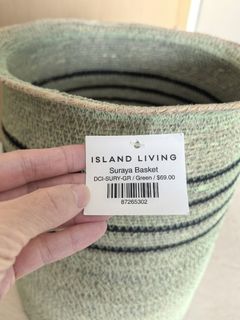 ISLAND LIVING
Suraya Basket
DCI-SURY-GR / Green / $69.00
87265302